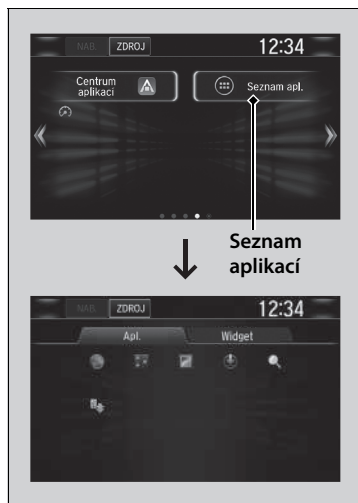 NAB.
ZDROJ
12:34
Centrum
aplikací
Seznam apl.
Seznam
aplikací
NAB.
ZDROJ
12:34
Apl.
Widget